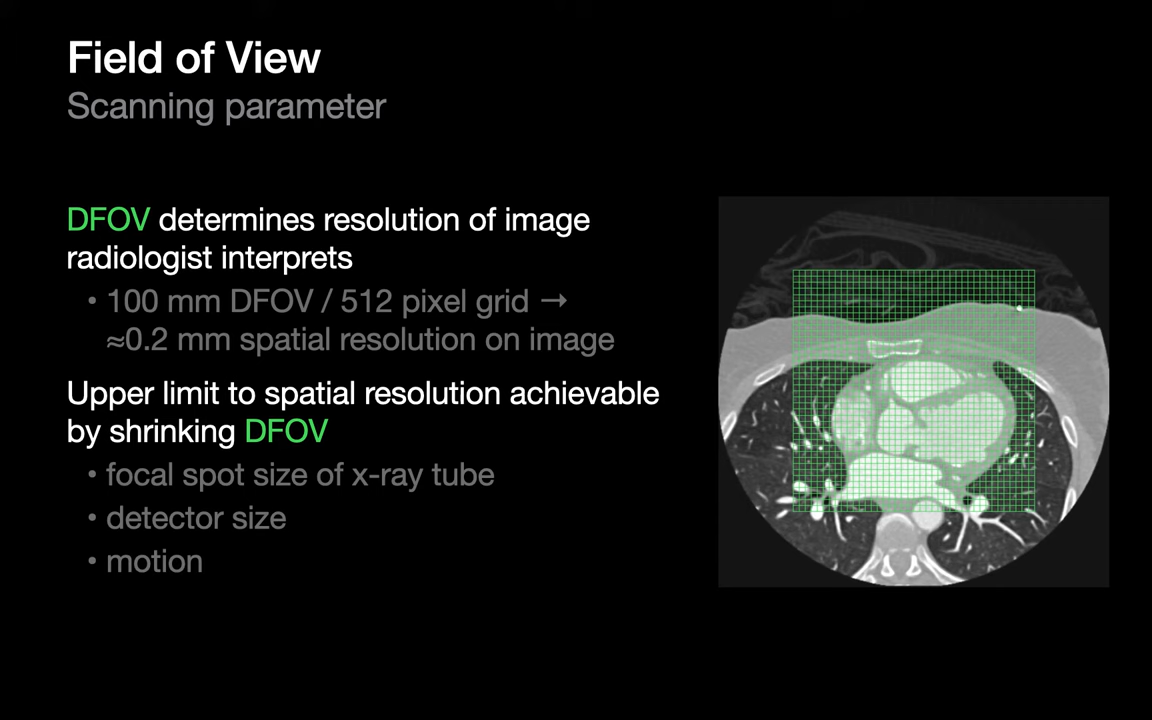 Field of View
Scanning parameter
DFOV determines resolution of image
radiologist interprets
• 100 mm DFOV / 512 pixel grid →
≈0.2 mm spatial resolution on image
Upper limit to spatial resolution achievable
by shrinking DFOV
• focal spot size of x-ray tube
• detector size
• motion